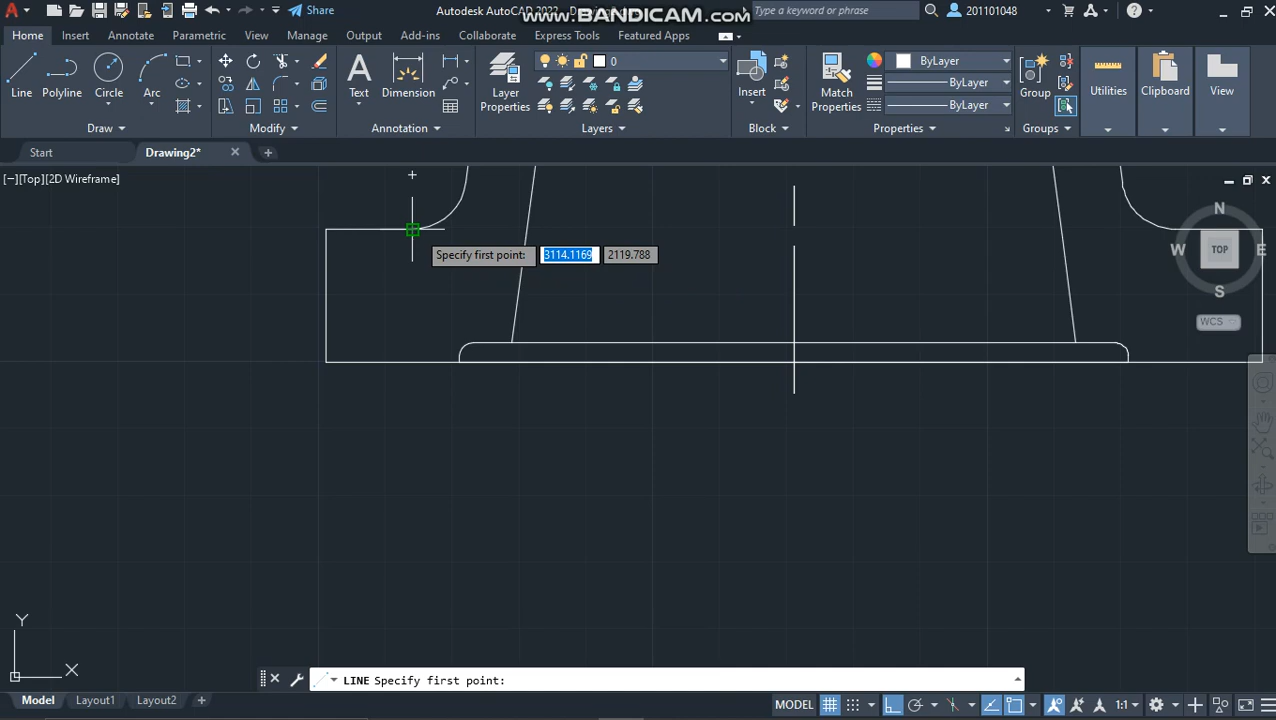 Share
Autodesk AutoCAD 2022
www.BANDICAM.com
Type a keyword or phrase
201101048
Home
Insert
Annotate
Parametric
View
Manage
Output
Add-ins
Collaborate
Express Tools
Featured Apps
Line
Polyline
Circle
Arc
Text
Dimension
Layer
Properties
0
Insert
Match
Properties
ByLayer
ByLayer
ByLayer
Group
Utilities
Clipboard
View
Draw
Modify
Annotation
Layers
Block
Properties
Groups
Start
Drawing2*
[−][Top][2D Wireframe]
N
W
TOP
E
S
WCS
Specify first point:
3114.1169
2119.788
Y
X
LINE Specify first point:
Model
Layout1
Layout2
MODEL
1:1